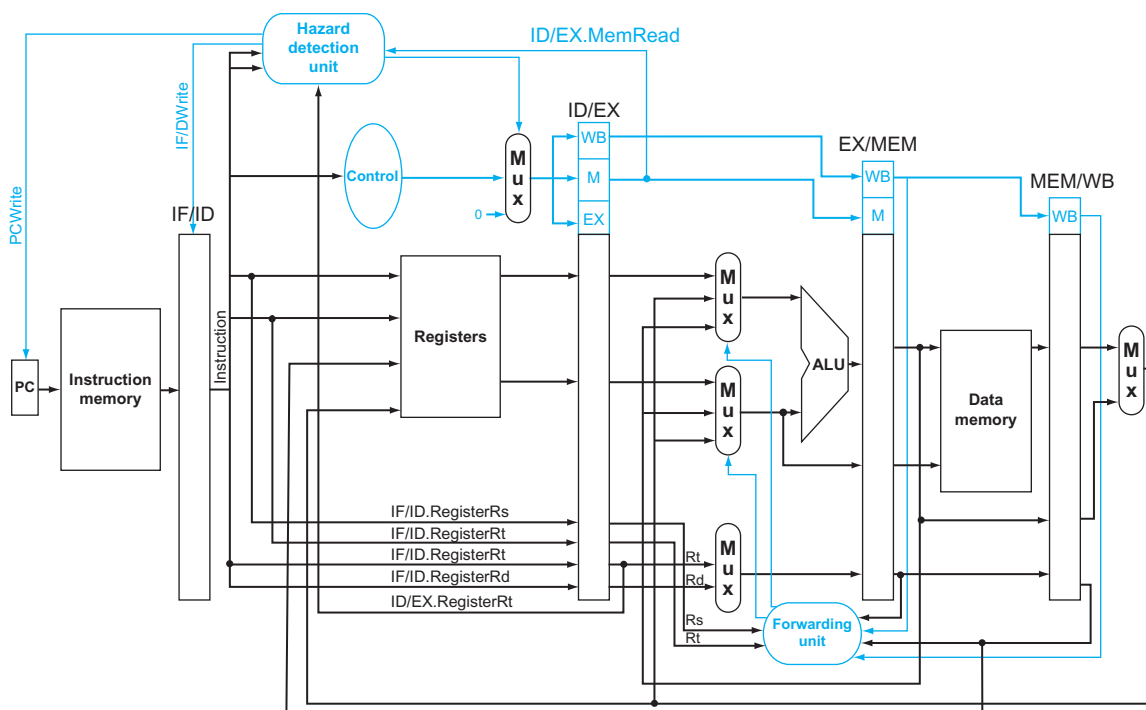 Hazard
detection
unit
ID/EX.MemRead
PCWrite
IF/DWrite
ID/EX
WB
M
EX
EX/MEM
WB
M
MEM/WB
WB
Control
0
Mux
IF/ID
Instruction
PC
Instruction
memory
Registers
Mux
Mux
ALU
Data
memory
Mux
IF/ID.RegisterRs
IF/ID.RegisterRt
IF/ID.RegisterRt
IF/ID.RegisterRd
ID/EX.RegisterRt
Rt
Rd
Mux
Rs
Rt
Forwarding
unit